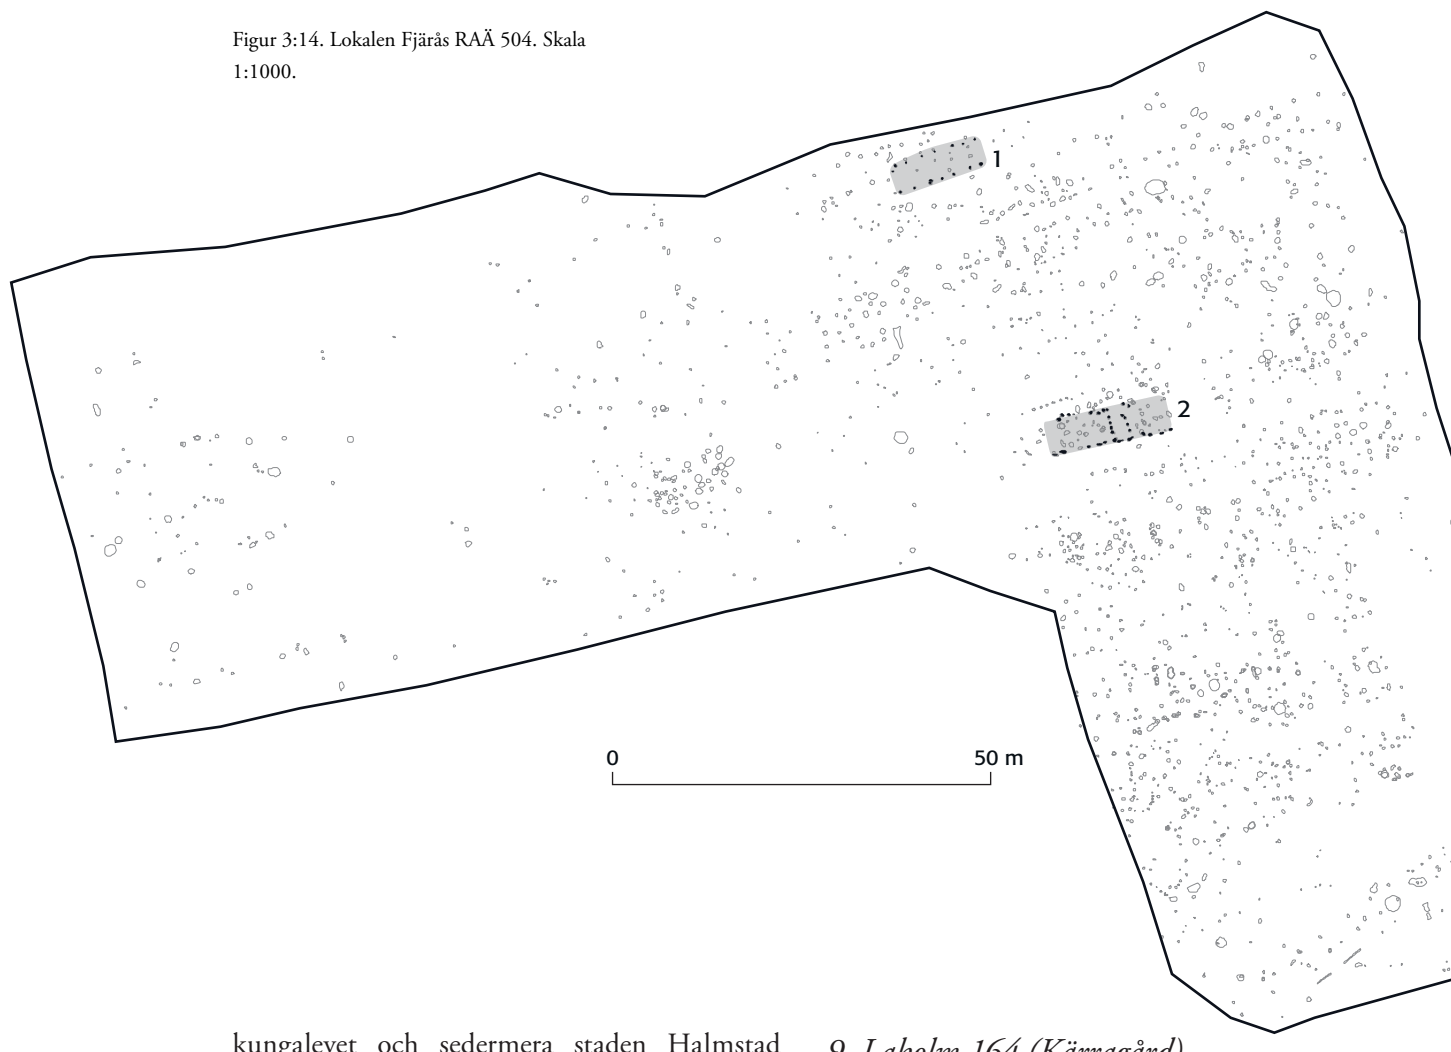 Figur 3:14. Lokalen Fjärås RAÄ 504. Skala
1:1000.
1
2
0 50 m
kungalevet och sedermera staden Halmstad
9. Laholm 164 (Kärragård)